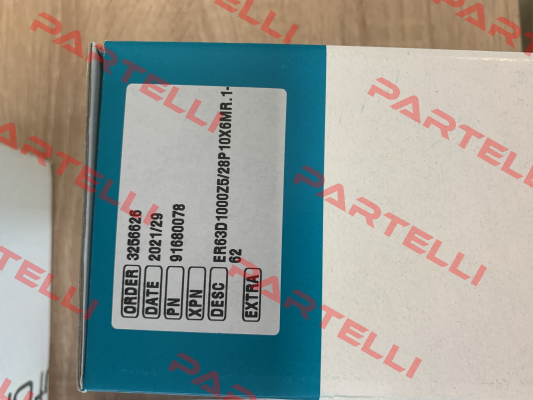 ORDER 3256626
DATE 2021/29
PN 91680078
XPN
DESC ER63D1000Z5/28P10X6MR.1-
62
EXTRA
PARTELLI
PARTELLI
PARTELLI
PARTELLI
PARTELLI